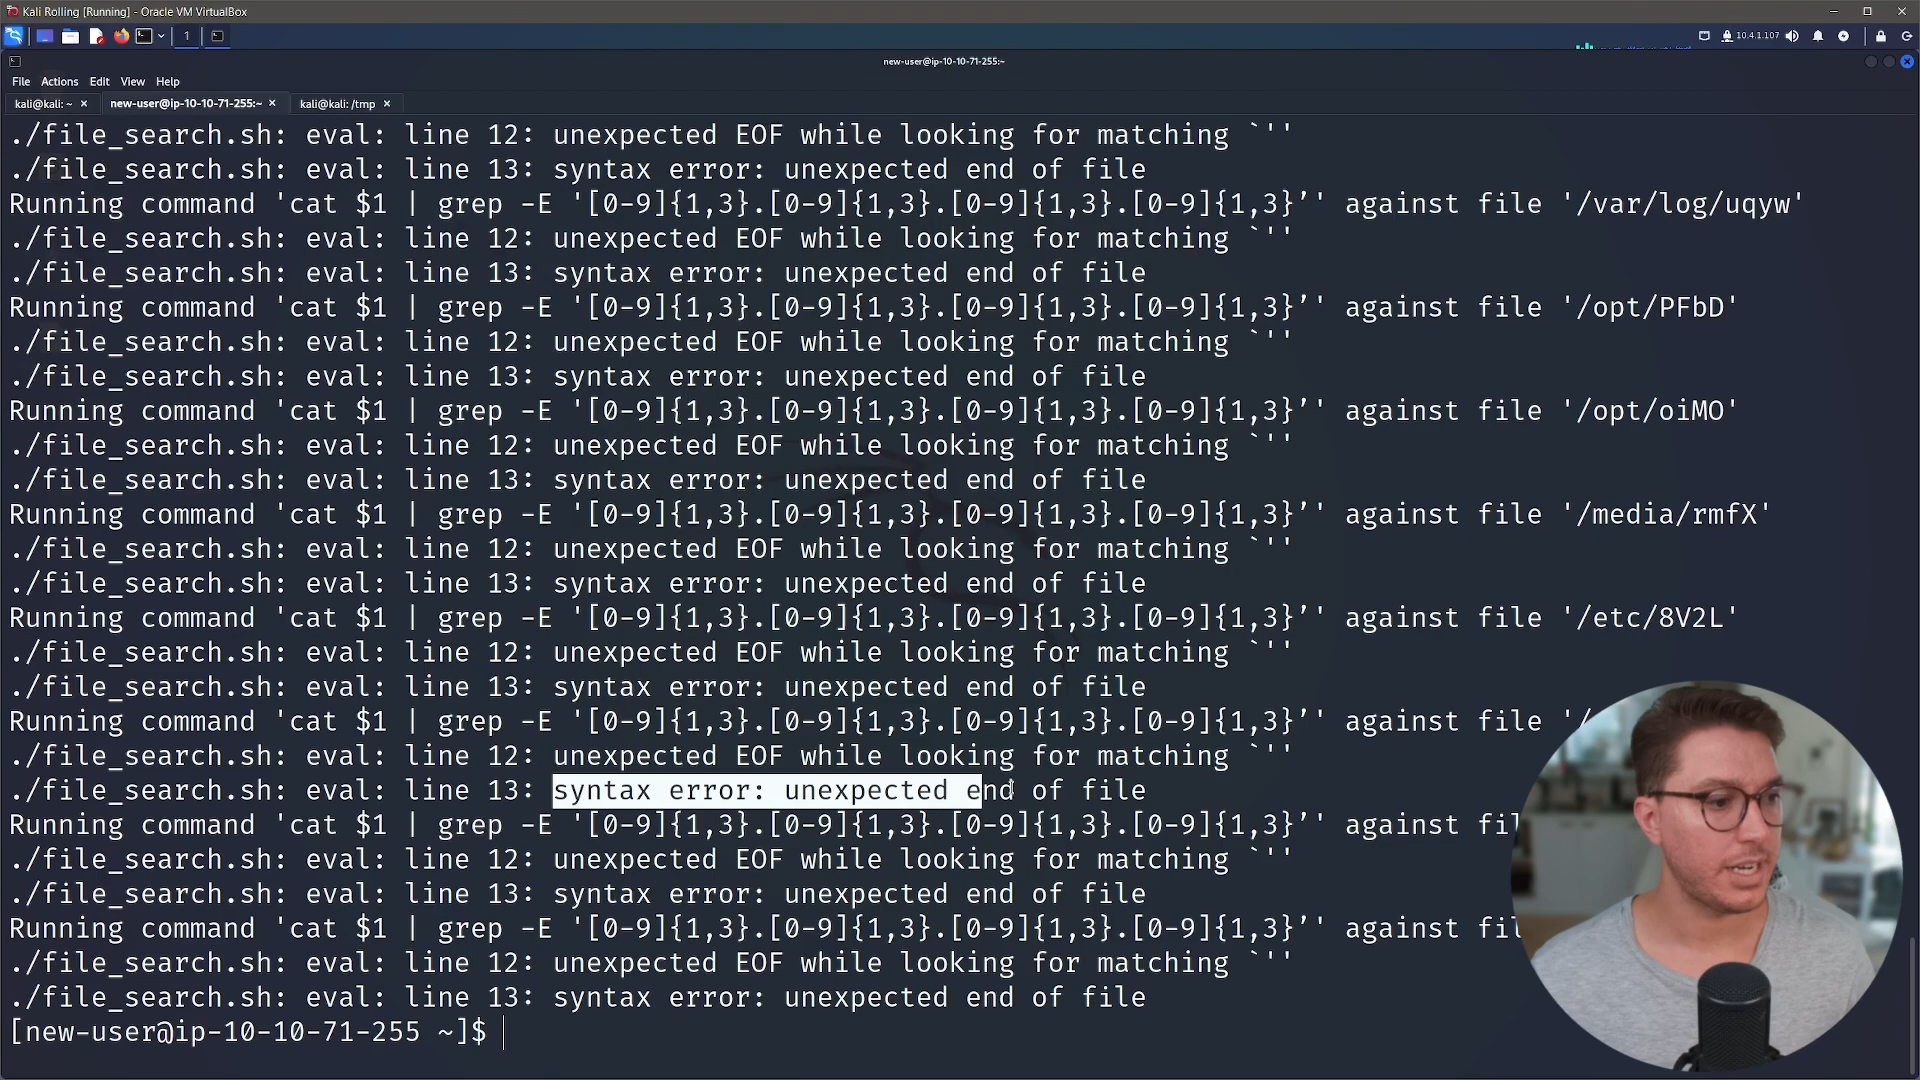 Kali Rolling [Running] - Oracle VM VirtualBox
1
10.4.1.107
new-user@ip-10-10-71-255:~
File Actions Edit View Help
kali@kali: ~ × new-user@ip-10-10-71-255:~ × kali@kali: /tmp ×
./file_search.sh: eval: line 12: unexpected EOF while looking for matching `''
./file_search.sh: eval: line 13: syntax error: unexpected end of file
Running command 'cat $1 | grep -E '[0-9]{1,3}.[0-9]{1,3}.[0-9]{1,3}.[0-9]{1,3}’' against file '/var/log/uqyw'
./file_search.sh: eval: line 12: unexpected EOF while looking for matching `''
./file_search.sh: eval: line 13: syntax error: unexpected end of file
Running command 'cat $1 | grep -E '[0-9]{1,3}.[0-9]{1,3}.[0-9]{1,3}.[0-9]{1,3}’' against file '/opt/PFbD'
./file_search.sh: eval: line 12: unexpected EOF while looking for matching `''
./file_search.sh: eval: line 13: syntax error: unexpected end of file
Running command 'cat $1 | grep -E '[0-9]{1,3}.[0-9]{1,3}.[0-9]{1,3}.[0-9]{1,3}’' against file '/opt/oiMO'
./file_search.sh: eval: line 12: unexpected EOF while looking for matching `''
./file_search.sh: eval: line 13: syntax error: unexpected end of file
Running command 'cat $1 | grep -E '[0-9]{1,3}.[0-9]{1,3}.[0-9]{1,3}.[0-9]{1,3}’' against file '/media/rmfX'
./file_search.sh: eval: line 12: unexpected EOF while looking for matching `''
./file_search.sh: eval: line 13: syntax error: unexpected end of file
Running command 'cat $1 | grep -E '[0-9]{1,3}.[0-9]{1,3}.[0-9]{1,3}.[0-9]{1,3}’' against file '/etc/8V2L'
./file_search.sh: eval: line 12: unexpected EOF while looking for matching `''
./file_search.sh: eval: line 13: syntax error: unexpected end of file
Running command 'cat $1 | grep -E '[0-9]{1,3}.[0-9]{1,3}.[0-9]{1,3}.[0-9]{1,3}’' against file '/
./file_search.sh: eval: line 12: unexpected EOF while looking for matching `''
./file_search.sh: eval: line 13: syntax error: unexpected end of file
Running command 'cat $1 | grep -E '[0-9]{1,3}.[0-9]{1,3}.[0-9]{1,3}.[0-9]{1,3}’' against fil
./file_search.sh: eval: line 12: unexpected EOF while looking for matching `''
./file_search.sh: eval: line 13: syntax error: unexpected end of file
Running command 'cat $1 | grep -E '[0-9]{1,3}.[0-9]{1,3}.[0-9]{1,3}.[0-9]{1,3}’' against fil
./file_search.sh: eval: line 12: unexpected EOF while looking for matching `''
./file_search.sh: eval: line 13: syntax error: unexpected end of file
[new-user@ip-10-10-71-255 ~]$